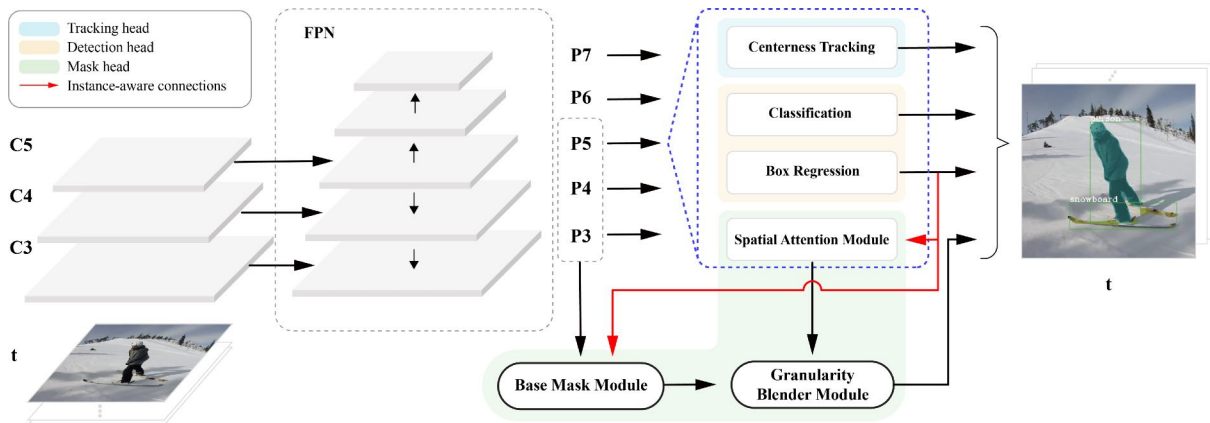 Tracking head
Detection head
Mask head
Instance-aware connections
FPN
C5
C4
C3
t
P7
P6
P5
P4
P3
Centerness Tracking
Classification
Box Regression
Spatial Attention Module
Base Mask Module
Granularity
Blender Module
snowboard
t